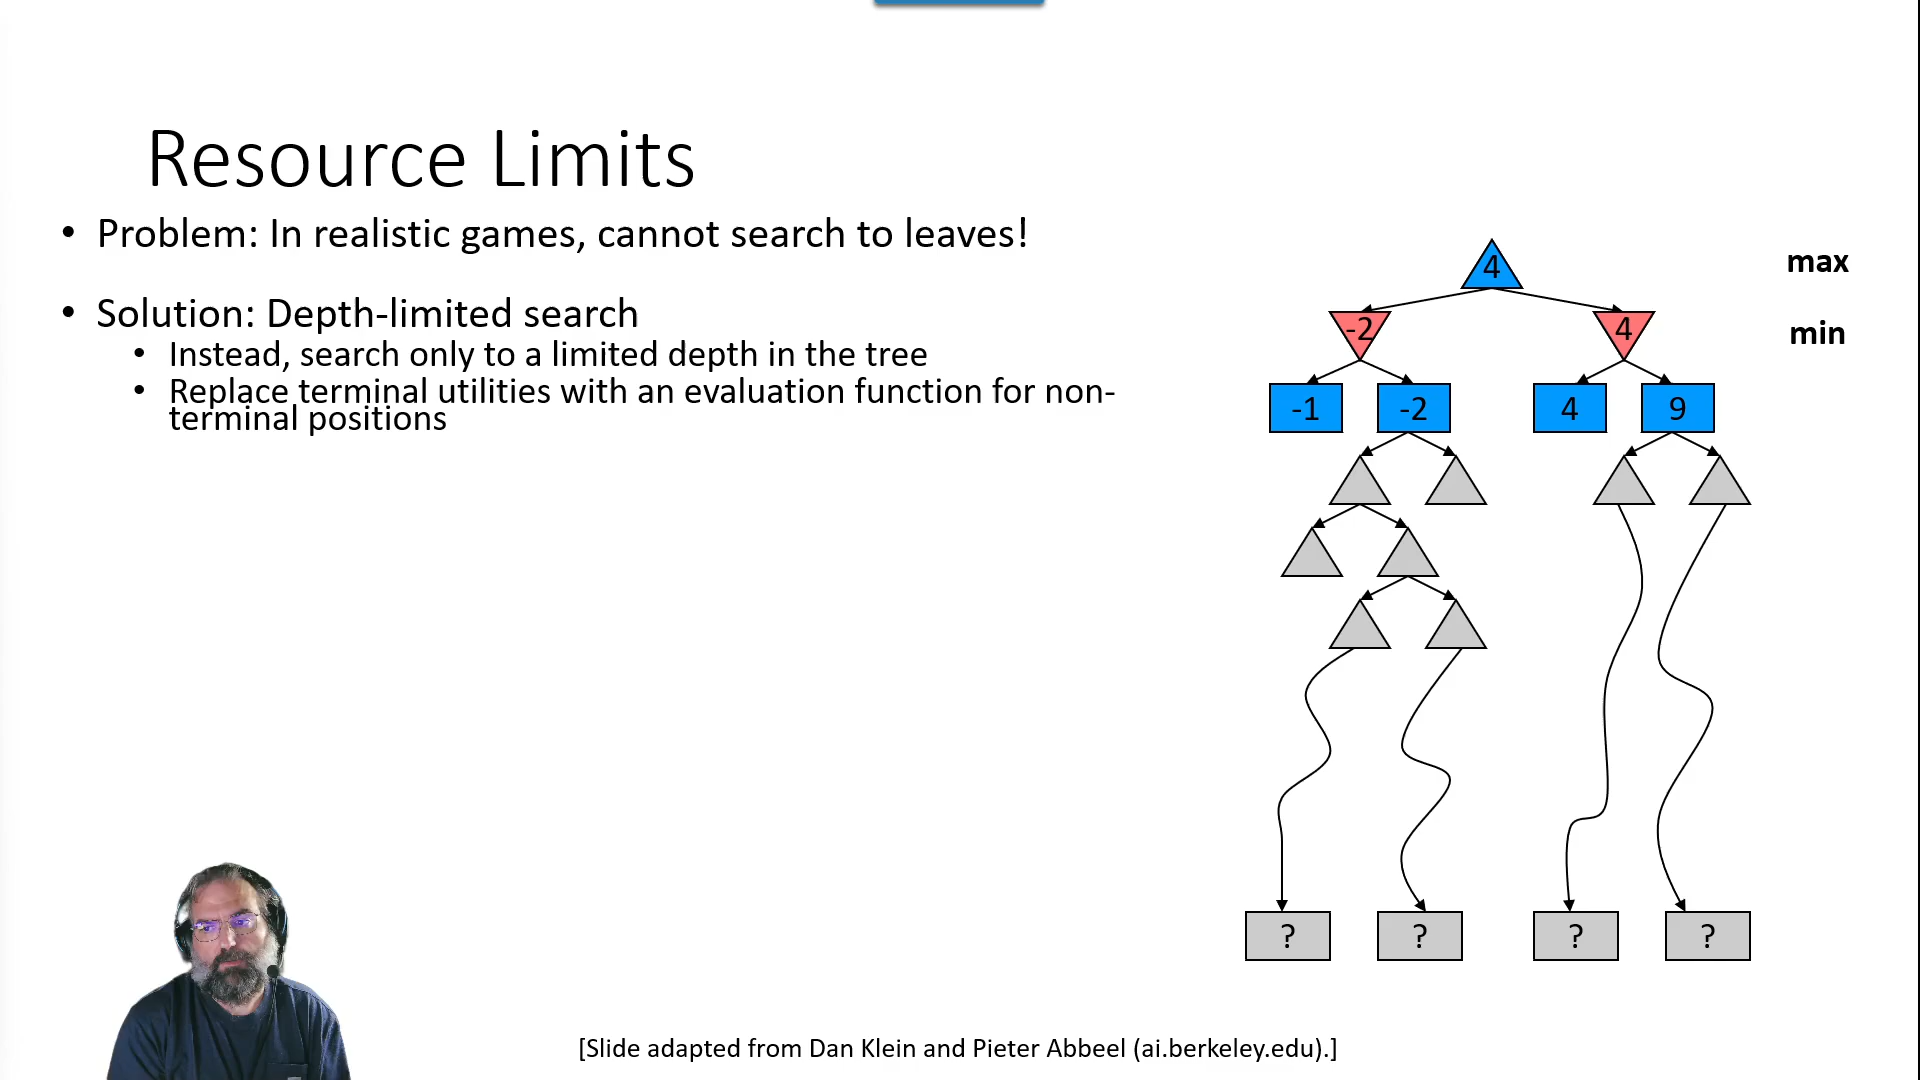 Resource Limits
• Problem: In realistic games, cannot search to leaves!
• Solution: Depth-limited search
• Instead, search only to a limited depth in the tree
• Replace terminal utilities with an evaluation function for non-
terminal positions
4
max
-2
4
min
-1
-2
4
9
?
?
?
?
[Slide adapted from Dan Klein and Pieter Abbeel (ai.berkeley.edu).]